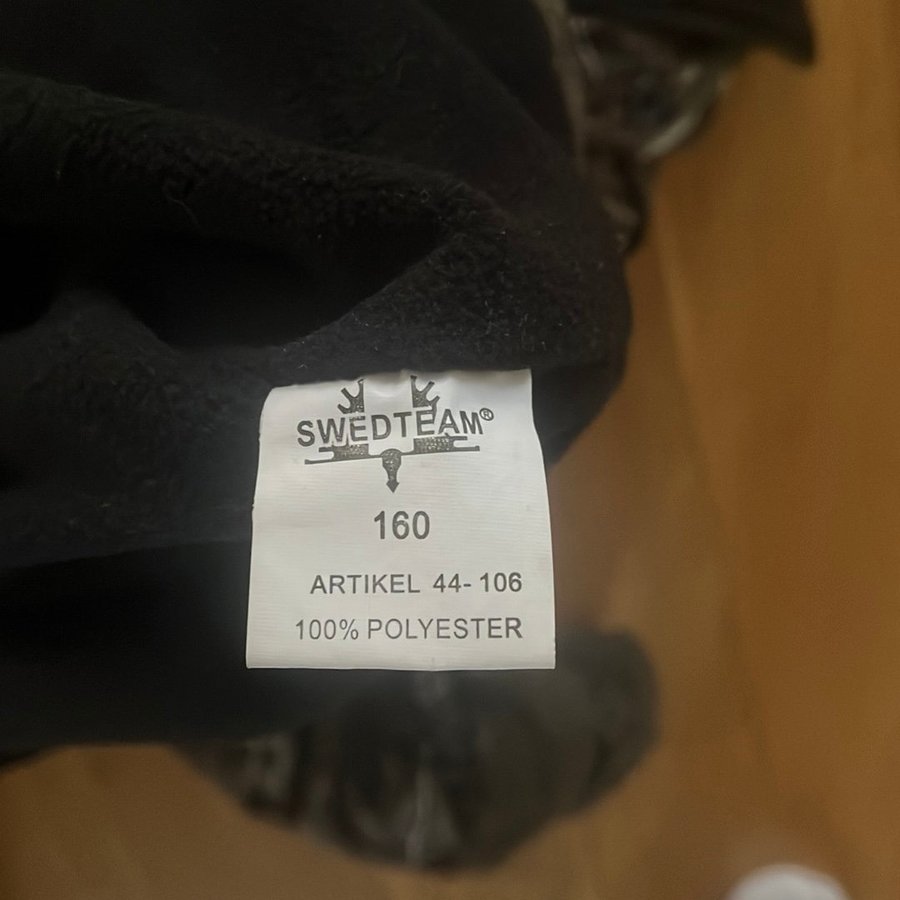 SWEDTEAM®
160
ARTIKEL 44-106
100% POLYESTER